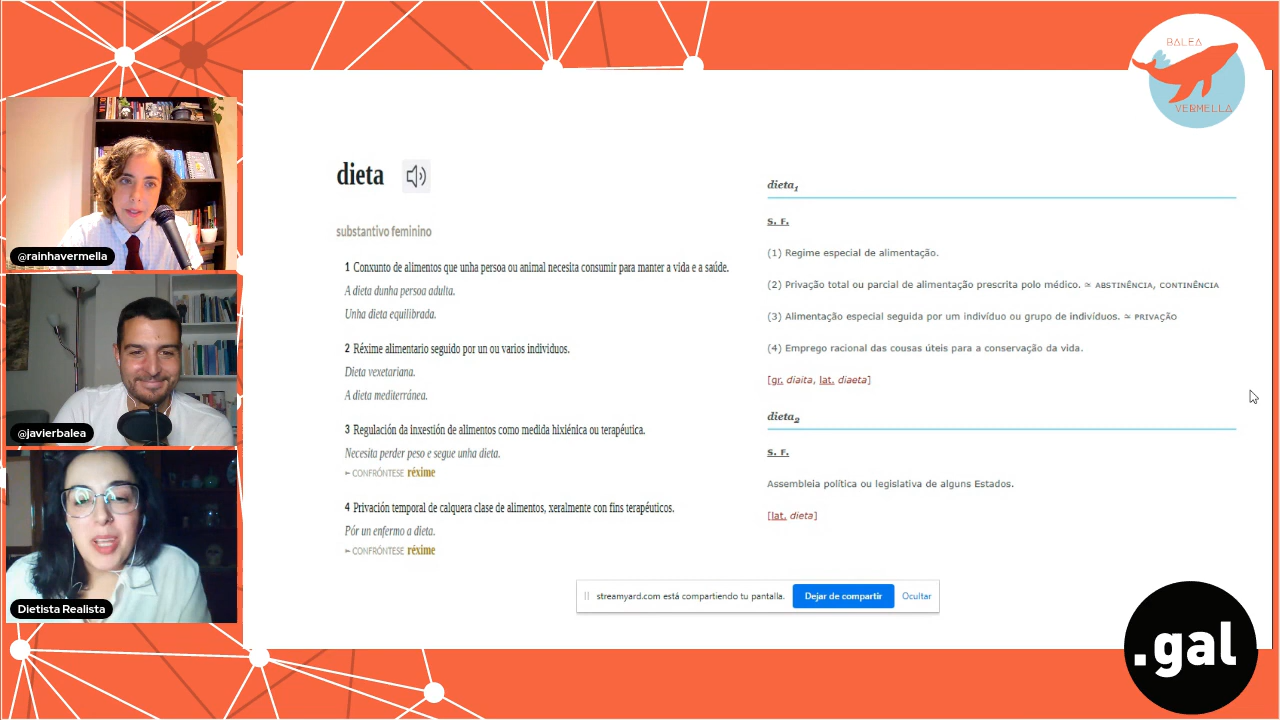 BALEA
VERMELLA
@rainhavermella
@javierbalea
Dietista Realista
dieta
substantivo feminino
1 Conxunto de alimentos que unha persoa ou animal necesita consumir para manter a vida e a saúde.
A dieta dunha persoa adulta.
Unha dieta equilibrada.
2 Réxime alimentario seguido por un ou varios individuos.
Dieta vexetariana.
A dieta mediterránea.
3 Regulación da inxestión de alimentos como medida hixiénica ou terapéutica.
Necesita perder peso e segue unha dieta.
➳ CONFRÓNTESE réxime
4 Privación temporal de calquera clase de alimentos, xeralmente con fins terapéuticos.
Pór un enfermo a dieta.
➳ CONFRÓNTESE réxime
dieta1
S. F.
(1) Regime especial de alimentação.
(2) Privação total ou parcial de alimentação prescrita polo médico. ≃ ABSTINÊNCIA, CONTINÊNCIA
(3) Alimentação especial seguida por um indivíduo ou grupo de indivíduos. ≃ PRIVAÇÃO
(4) Emprego racional das cousas úteis para a conservação da vida.
[gr. diaita, lat. diaeta]
dieta2
S. F.
Assembleia política ou legislativa de alguns Estados.
[lat. dieta]
streamyard.com está compartiendo tu pantalla. Dejar de compartir Ocultar
.gal